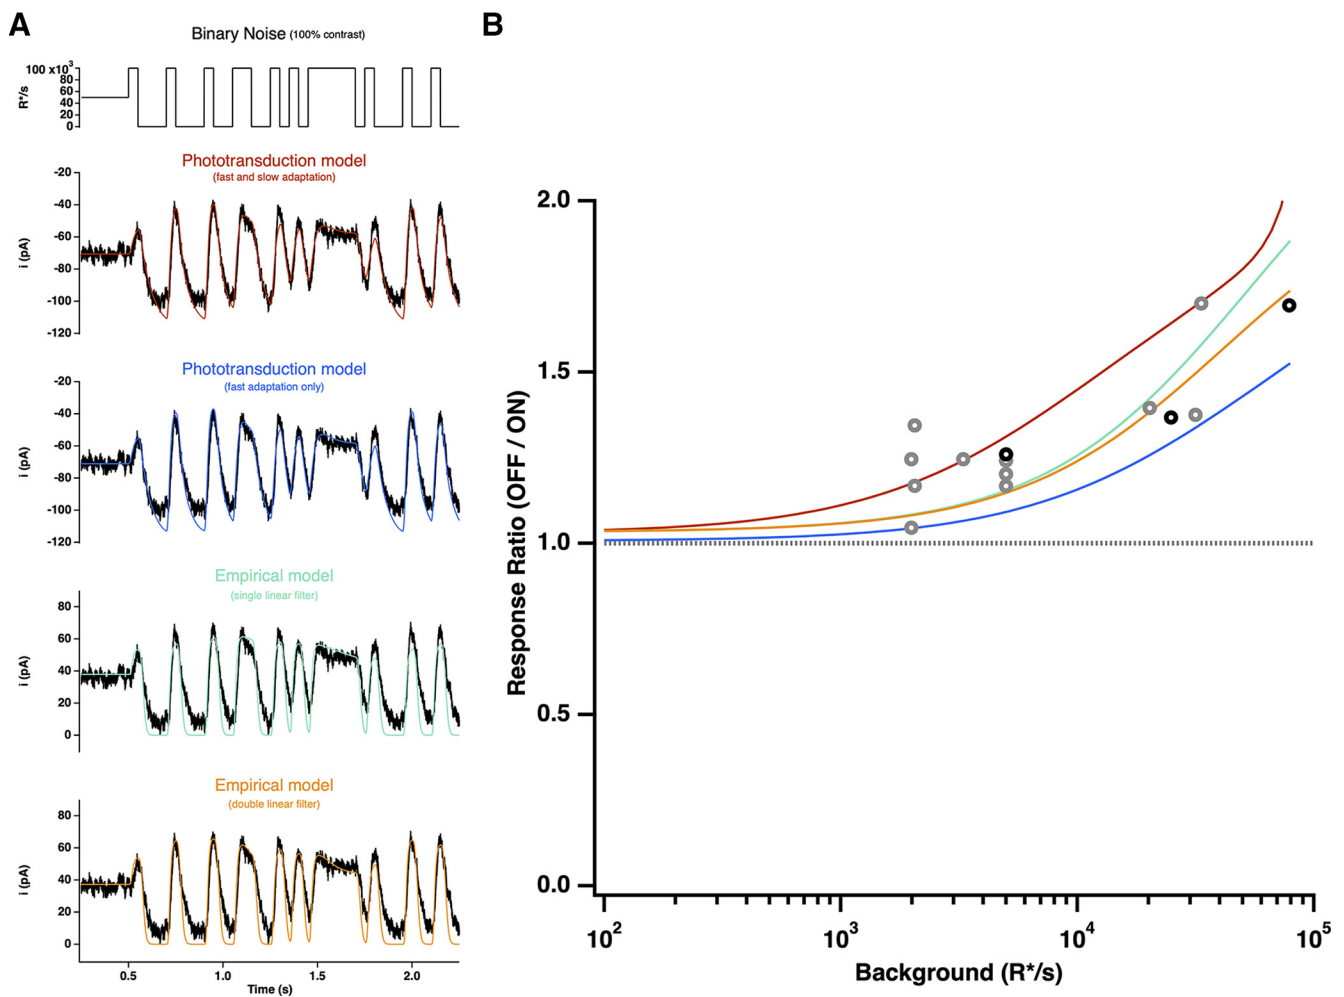 A
Binary Noise (100% contrast)
100 x10³
80
60
40
20
0
R*/s
Phototransduction model
(fast and slow adaptation)
-20
-40
-60
-80
-100
-120
i (pA)
Phototransduction model
(fast adaptation only)
-20
-40
-60
-80
-100
-120
i (pA)
Empirical model
(single linear filter)
80
60
40
20
0
i (pA)
Empirical model
(double linear filter)
80
60
40
20
0
i (pA)
0.5 1.0 1.5 2.0
Time (s)
B
2.0
1.5
1.0
0.5
0.0
Response Ratio (OFF / ON)
10² 10³ 10⁴ 10⁵
Background (R*/s)